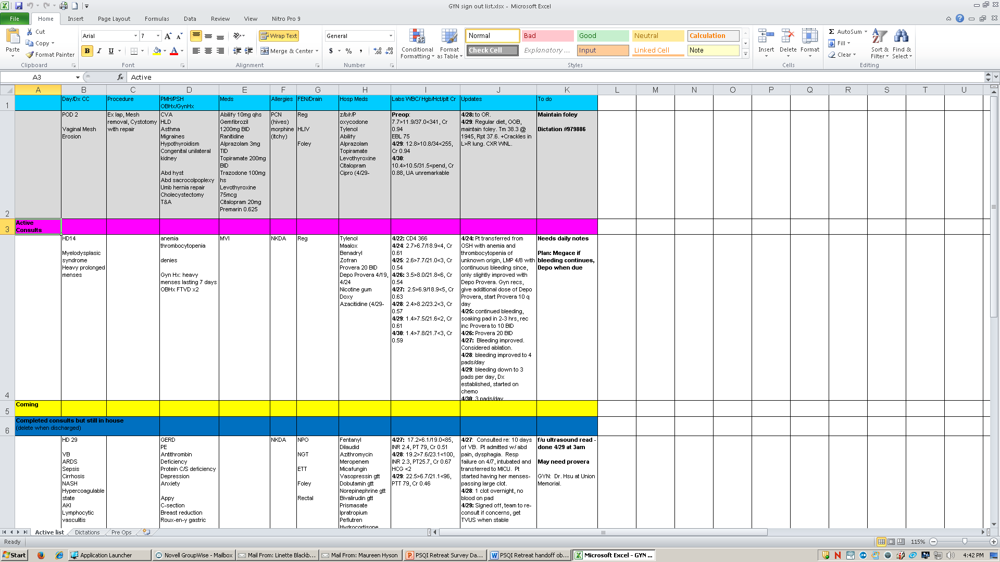 GYN sign out list.xlsx - Microsoft Excel
File Home Insert Page Layout Formulas Data Review View Nitro Pro 9
Paste Cut Copy Format Painter Clipboard
Arial 7 B I U A Font
Wrap Text Merge & Center Alignment
General $ % , Number
Conditional Formatting Format as Table
Normal Bad Good Neutral Calculation
Check Cell Explanatory ... Input Linked Cell Note
Styles
Insert Delete Format Cells
AutoSum Fill Clear Sort & Filter Find & Select Editing
A3 fx Active
A B C D E F G H I J K L M N O P Q R S T U
1
Day/Dx CC
Procedure
PMH/PSH
OBHx/GynHx
Meds
Allergies
FEN/Drain
Hosp Meds
Labs WBC/ Hgb/Hct/plt Cr
Updates
To do
2
POD 2
Vaginal Mesh
Erosion
Ex lap, Mesh
removal, Cystotomy
with repair
CVA
HLD
Asthma
Migraines
Hypothyroidism
Congenital unilateral
kidney
Abd hyst
Abd sacrocolpoplexy
Umb hernia repair
Cholecystectomy
T&A
Abilify 10mg qhs
Gemfibrozil
1200mg BID
Ranitidine
Alprazolam 3mg
TID
Topiramate 200mg
BID
Trazodone 100mg
hs
Levothyroxine
75mcg
Citalopram 20mg
Premarin 0.625
PCN
(hives)
morphine
(itchy)
Reg
HLIV
Foley
z/b/r/P
oxycodone
Tylenol
Abilify
Alprazolam
Topiramate
Levothyroxine
Citalopram
Cipro (4/29-
Preop:
7.7>11.9/37.0<341, Cr
0.94
EBL 75
4/29: 12.8>10.8/34<255,
Cr 0.94
4/30:
10.4>10.5/31.5<pend, Cr
0.88, UA unremarkable
4/28: to OR.
4/29: Regular diet, OOB,
maintain foley. Tm 38.3 @
1945, Rpt 37.6. +Crackles in
L>R lung. CXR WNL.
Maintain foley
Dictation #979886
3
Active
Consults
4
HD14
Myelodysplasic
syndrome
Heavy prolonged
menses
anemia
thrombocytopenia
denies
Gyn Hx: heavy
menses lasting 7 days
OBHx FTVD x2
MVI
NKDA
Reg
Tylenol
Maalox
Benadryl
Zofran
Provera 20 BID
Depo Provera 4/19,
4/24
Nicotine gum
Doxy
Azacitidine (4/29-
4/22: CD4 366
4/24: 2.7>6.7/18.9<4, Cr
0.61
4/25: 2.6>7.7/21.0<3, Cr
0.54
4/26: 3.5>8.0/21.8<6, Cr
0.54
4/27: 2.5>6.9/18.9<5, Cr
0.63
4/28: 2.4>8.2/23.2<3, Cr
0.57
4/29: 1.4>7.5/21.6<2, Cr
0.61
4/30: 1.4>7.8/21.7<3, Cr
0.59
4/24: Pt transferred from
OSH with anemia and
thrombocytopenia of
unknown origin, LMP 4/8 with
continuous bleeding since,
only slightly improved with
Depo Provera. Gyn recs,
give additional dose of Depo
Provera, start Provera 10 q
day
4/25: continued bleeding,
soaking pad in 2-3 hrs, rec
inc Provera to 10 BID
4/26: Provera 20 BID
4/27: Bleeding improved.
Considered ablation.
4/28: bleeding improved to 4
pads/day
4/29: bleeding down to 3
pads per day, Dx
established, started on
chemo
4/30: 3 pads/day
Needs daily notes
Plan: Megace if
bleeding continues,
Depo when due
5
Coming
6
Completed consults but still in house
(delete when discharged)
HD 29
VB
ARDS
Sepsis
Cirrhosis
NASH
Hypercoagulable
state
AKI
Lymphocytic
vasculitis
GERD
PE
Antithrombin
Deficiency
Protein C/S deficiency
Depression
Anxiety
Appy
C-section
Breast reduction
Roux-en-y gastric
NKDA
NPO
NGT
ETT
Foley
Rectal
Fentanyl
Dilaudid
Azithromycin
Meropenem
Micafungin
Vasopressin gtt
Dobutamin gtt
Norepinephrine gtt
Bivalirudin gtt
Prismasate
Ipratropium
Peflutren
Hydrocortisone
4/27: 17.2>6.1/19.0<85,
INR 2.4, PT 79, Cr 0.51
4/28: 19.2>7.6/23.1<100,
INR 2.3, PT25.7, Cr 0.67
HCG <2
4/29: 22.5>6.7/21.1<96,
PTT 79, Cr 0.46
4/27: Consulted re: 10 days
of VB. Pt admitted w/ abd
pain, dysphagia. Resp
failure on 4/7, intubated and
transferred to MICU. Pt
started having her menses-
passing large clot.
4/28: 1 clot overnight, no
blood on pad
4/29: Signed off, team to re-
consult if concerns, get
TVUS when stable
f/u ultrasound read -
done 4/29 at 3am
May need provera
GYN: Dr. Hsu at Union
Memorial.
Active list Dictations Pre Ops
Ready 115%
Start Application Launcher Novell GroupWise - Mailbox Mail From: Linette Blackb... Mail From: Maureen Hyson PSQI Retreat Survey Da... PSQI Retreat handoff ob... Microsoft Excel - GYN ... 4:42 PM